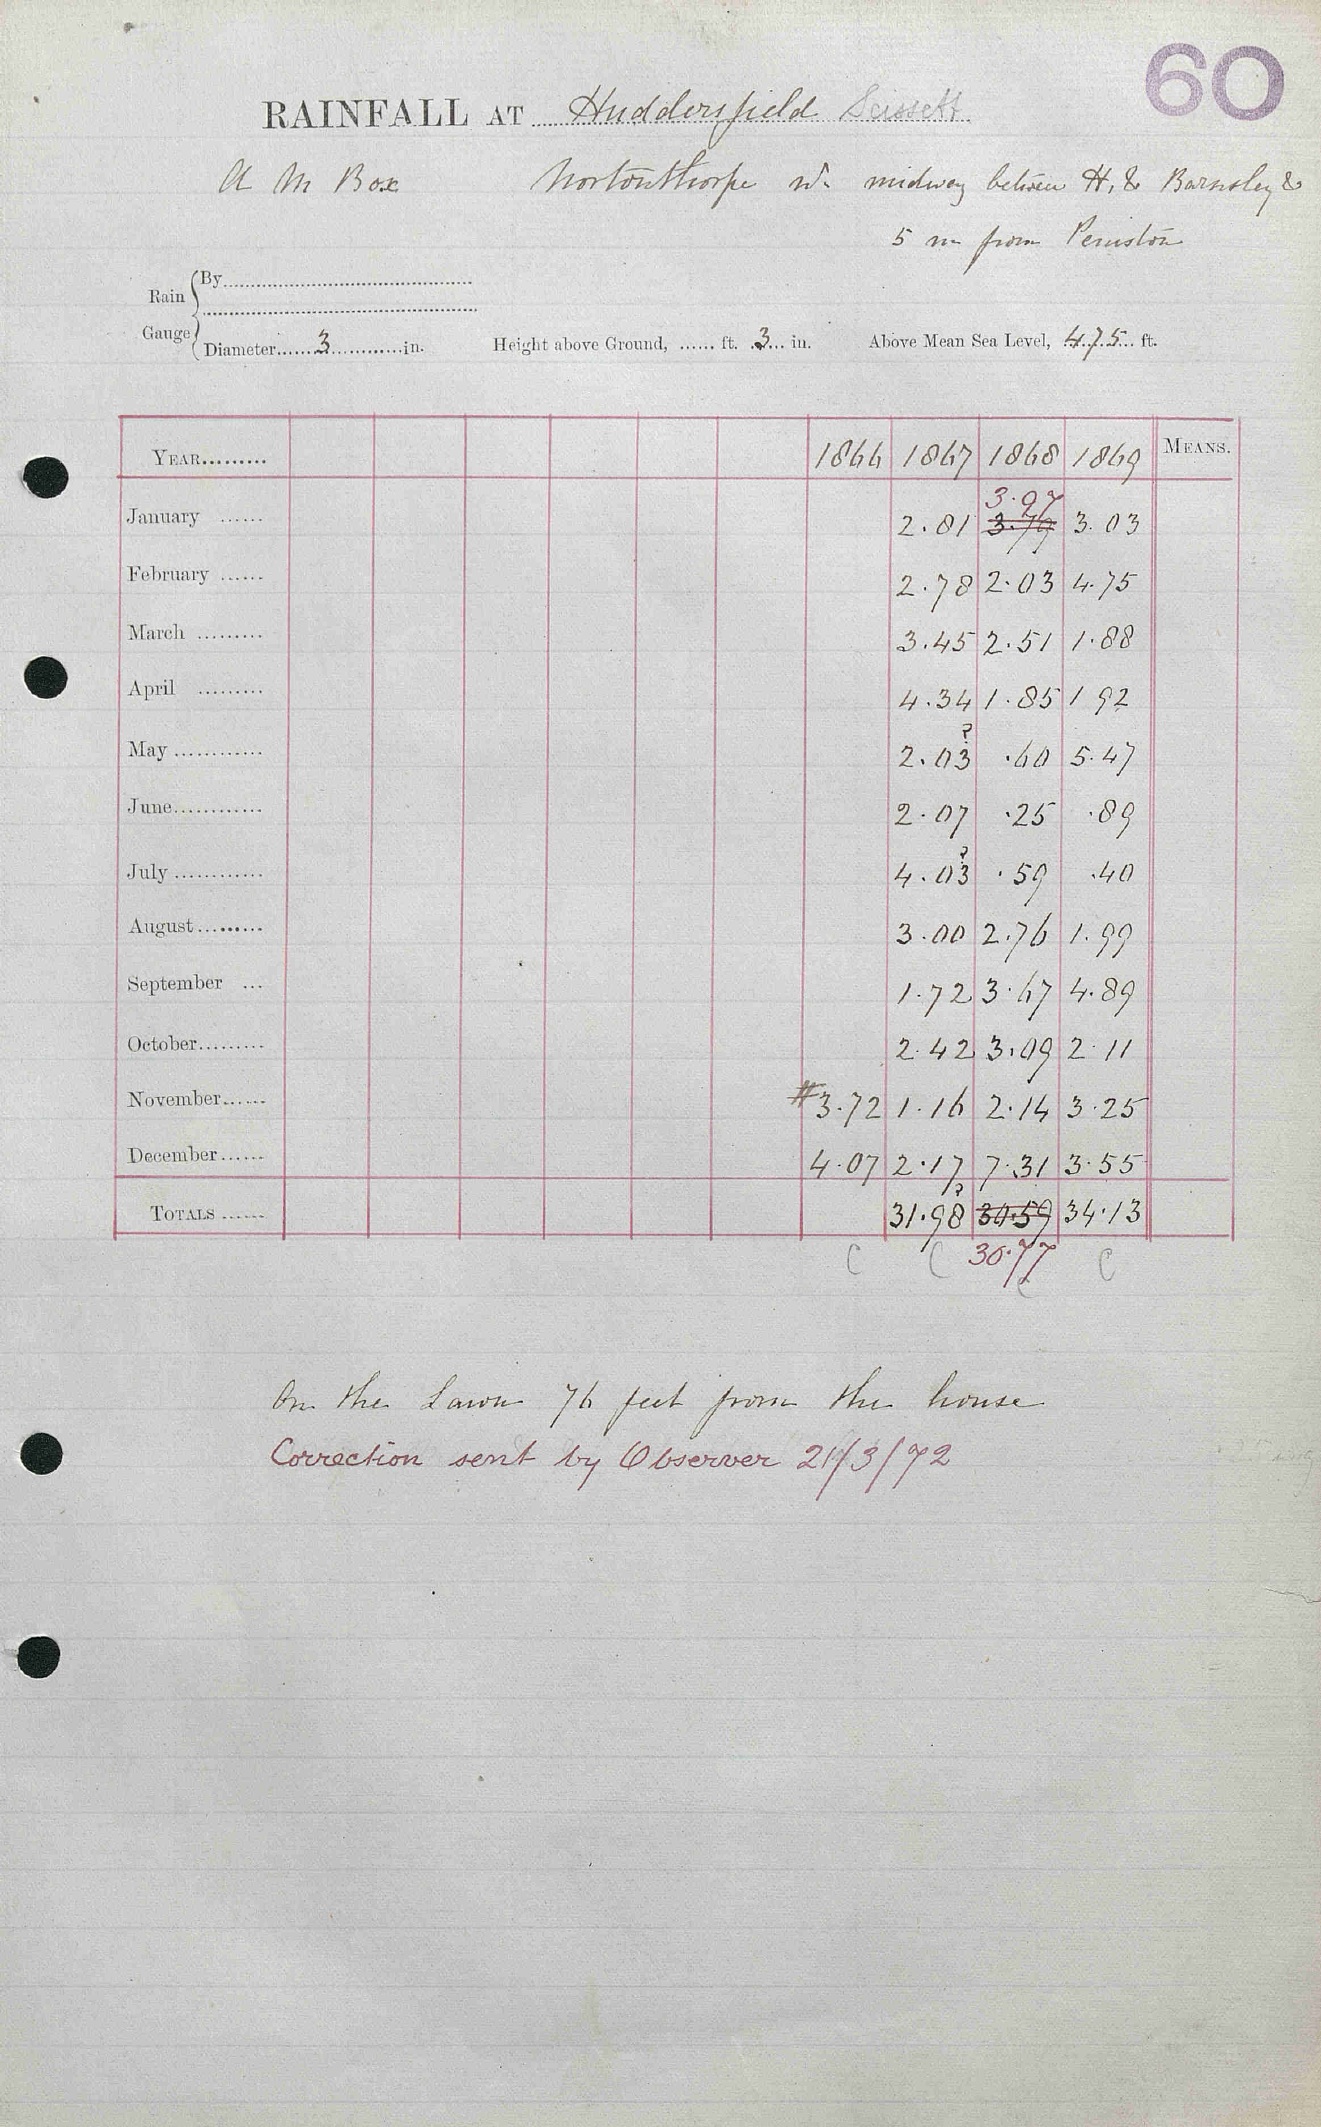 60
RAINFALL AT Huddersfield Scissett
A M Box Nortonthorpe midway between H. & Barnsley &
5 m from Peniston
Rain Gauge { By
Diameter 3 in. Height above Ground, ...... ft. 3 in. Above Mean Sea Level, 475 ft.
YEAR......... 1866 1867 1868 1869 MEANS.
3.97
January ...... 2.81 3.79 3.03
February ...... 2.78 2.03 4.75
March ......... 3.45 2.51 1.88
April ......... 4.34 1.85 1 92
?
May ............ 2.03 .60 5.47
June............ 2.07 .25 .89
?
July ............ 4.03 .59 .40
August......... 3.00 2.76 1.99
September ... 1.72 3.67 4.89
October......... 2.42 3.09 2.11
November...... #3.72 1.16 2.14 3.25
December...... 4.07 2.17 7.31 3.55
?
TOTALS ...... 31.98 30.59 34.13
C C 30.77 C C
On the Lawn 76 feet from the house
Correction sent by Observer 21/3/72